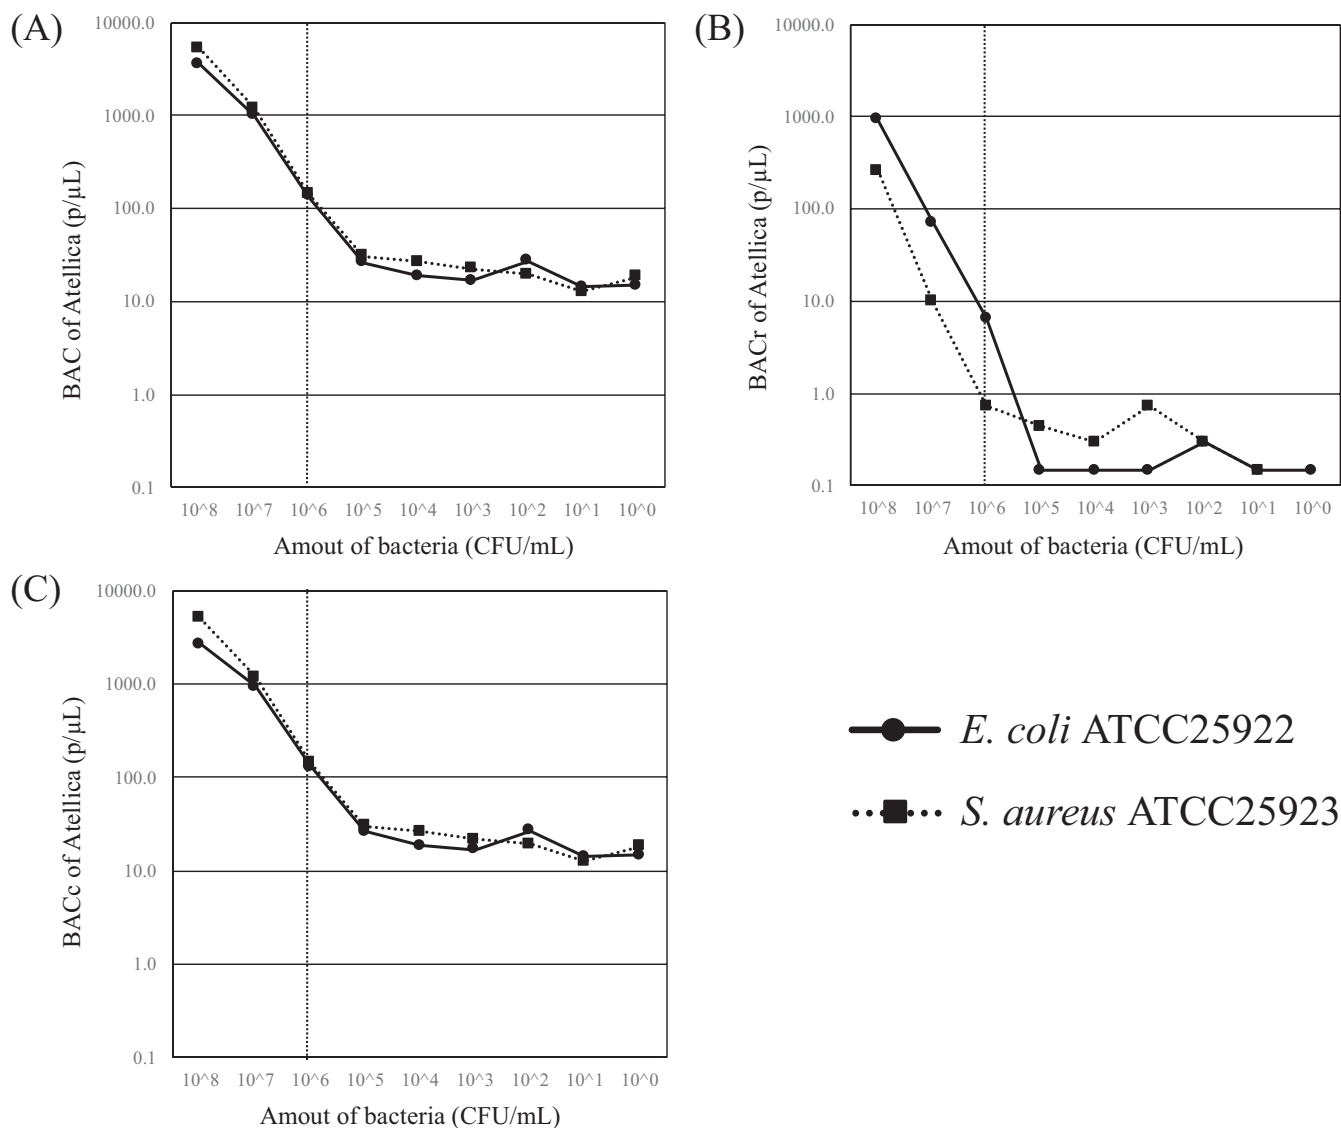 (A)
10000.0
1000.0
100.0
10.0
1.0
0.1
BAC of Atellica (p/µL)
10^8 10^7 10^6 10^5 10^4 10^3 10^2 10^1 10^0
Amout of bacteria (CFU/mL)
(B)
10000.0
1000.0
100.0
10.0
1.0
0.1
BACr of Atellica (p/µL)
10^8 10^7 10^6 10^5 10^4 10^3 10^2 10^1 10^0
Amout of bacteria (CFU/mL)
(C)
10000.0
1000.0
100.0
10.0
1.0
0.1
BACc of Atellica (p/µL)
10^8 10^7 10^6 10^5 10^4 10^3 10^2 10^1 10^0
Amout of bacteria (CFU/mL)
E. coli ATCC25922
S. aureus ATCC25923